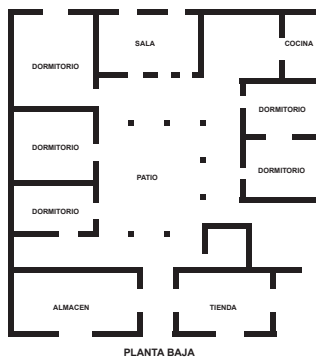 SALA
COCINA
DORMITORIO
DORMITORIO
DORMITORIO
DORMITORIO
PATIO
DORMITORIO
ALMACEN
TIENDA
PLANTA BAJA